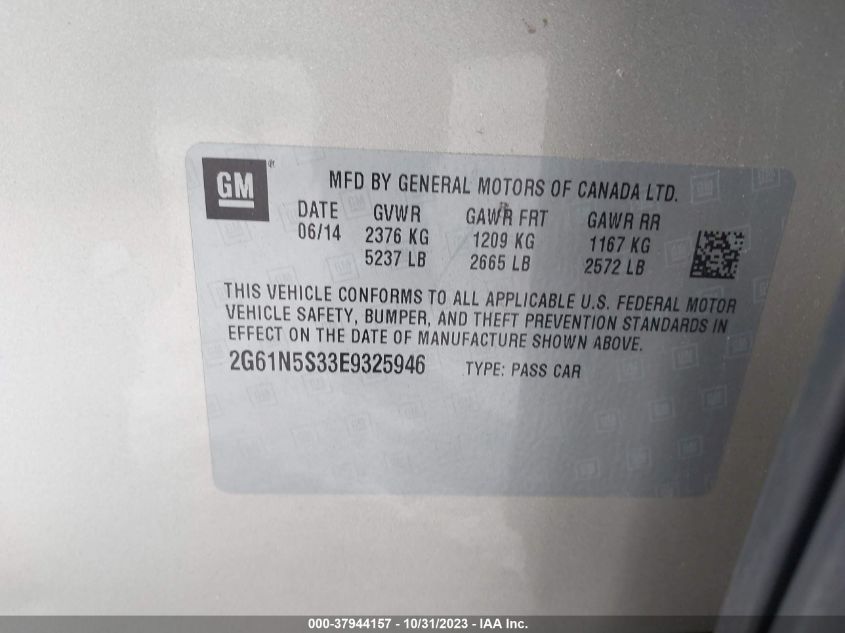 GM ®
MFD BY GENERAL MOTORS OF CANADA LTD.
DATE GVWR GAWR FRT GAWR RR
06/14 2376 KG 1209 KG 1167 KG
5237 LB 2665 LB 2572 LB
THIS VEHICLE CONFORMS TO ALL APPLICABLE U.S. FEDERAL MOTOR
VEHICLE SAFETY, BUMPER, AND THEFT PREVENTION STANDARDS IN
EFFECT ON THE DATE OF MANUFACTURE SHOWN ABOVE.
2G61N5S33E9325946 TYPE: PASS CAR
000-37944157 - 10/31/2023 - IAA Inc.